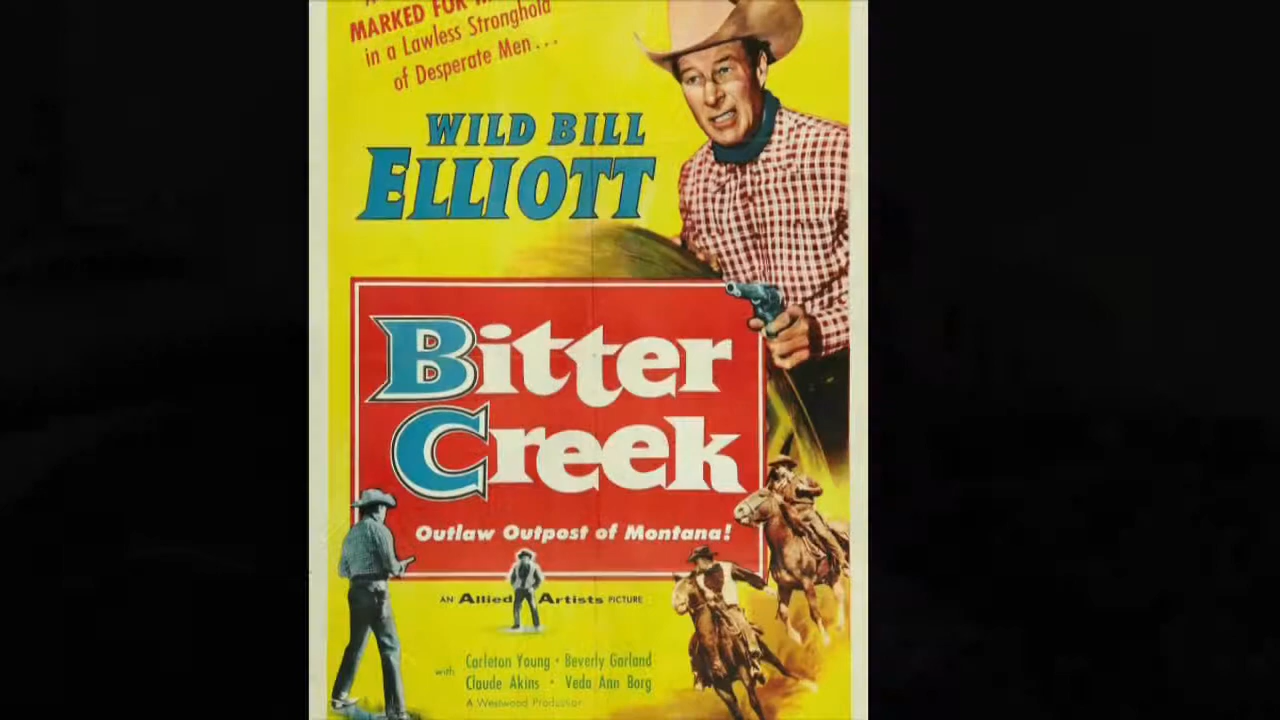 MARKED FOR
in a Lawless Stronghold
of Desperate Men...
WILD BILL
ELLIOTT
Bitter
Creek
Outlaw Outpost of Montana!
AN Allied Artists PICTURE
with Carleton Young • Beverly Garland
Claude Akins • Veda Ann Borg
A Westwood Production